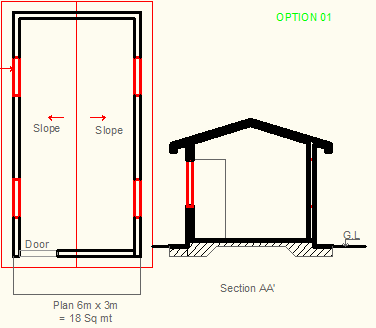 OPTION 01
Slope
Slope
Door
G.L
Section AA'
Plan 6m x 3m
= 18 Sq mt